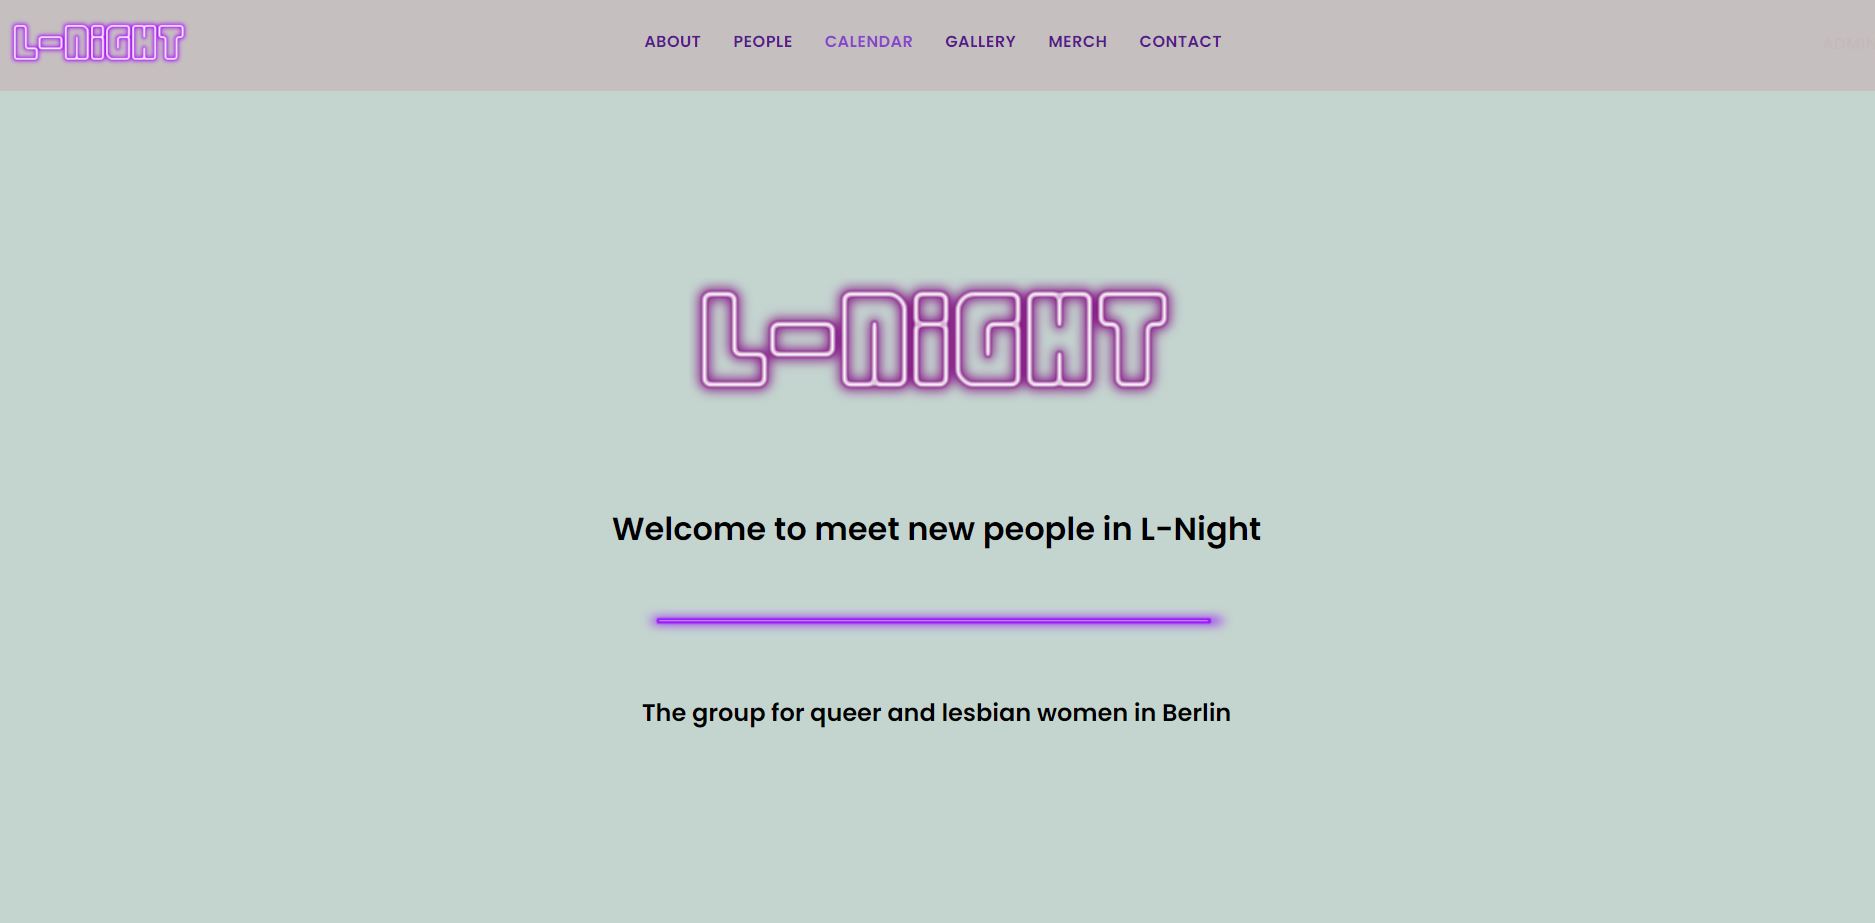 L-NiGHT
ABOUT PEOPLE CALENDAR GALLERY MERCH CONTACT ADMIN
L-NiGHT
Welcome to meet new people in L-Night
The group for queer and lesbian women in Berlin